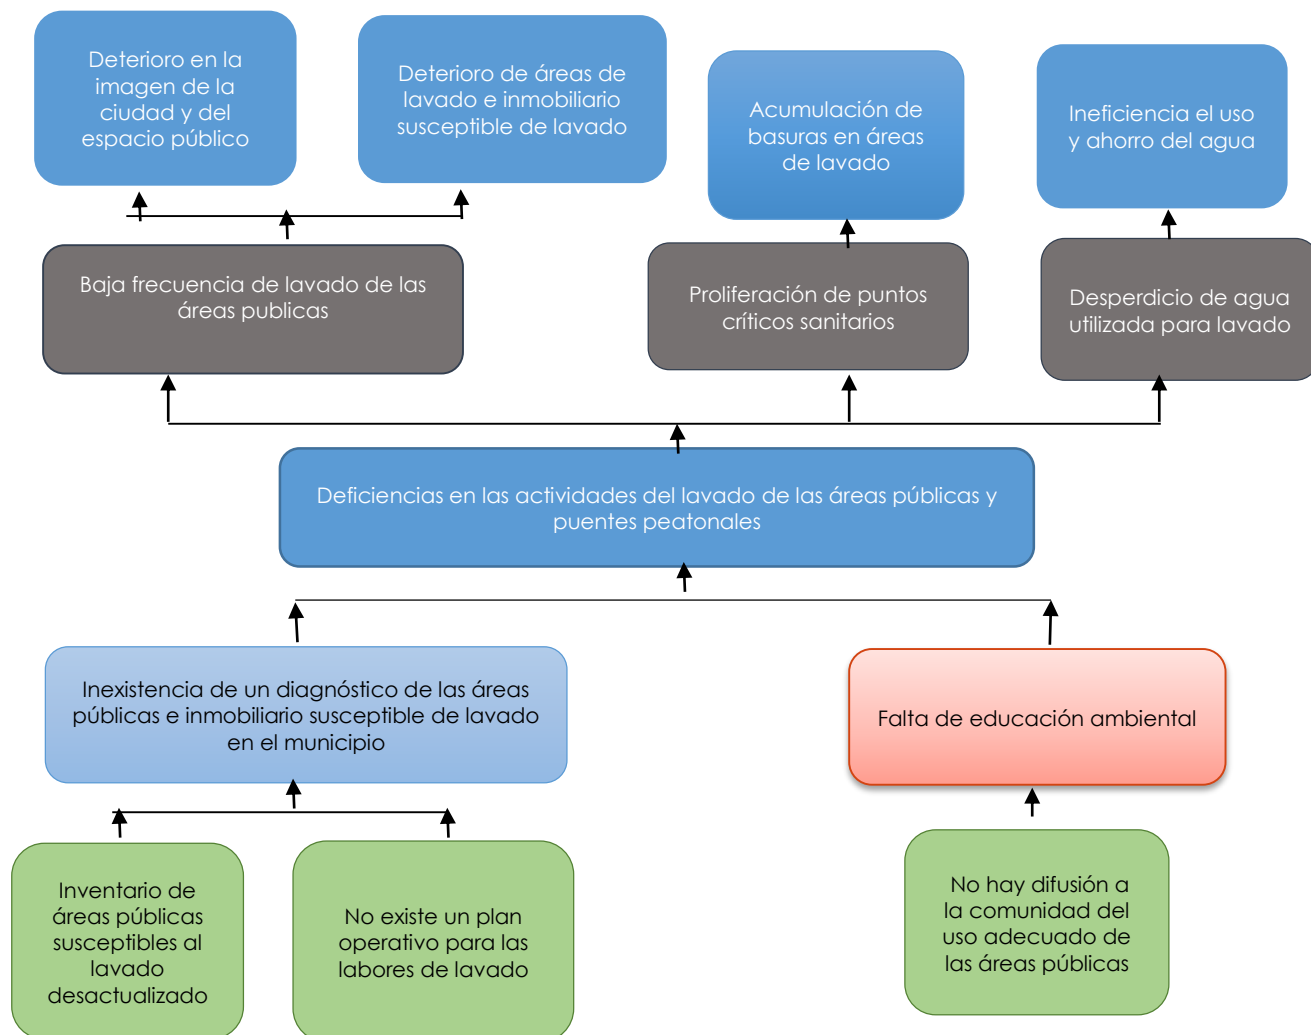 Deterioro en la
imagen de la
ciudad y del
espacio público
Deterioro de áreas de
lavado e inmobiliario
susceptible de lavado
Acumulación de
basuras en áreas
de lavado
Ineficiencia el uso
y ahorro del agua
Baja frecuencia de lavado de las
áreas publicas
Proliferación de puntos
críticos sanitarios
Desperdicio de agua
utilizada para lavado
Deficiencias en las actividades del lavado de las áreas públicas y
puentes peatonales
Inexistencia de un diagnóstico de las áreas
públicas e inmobiliario susceptible de lavado
en el municipio
Falta de educación ambiental
Inventario de
áreas públicas
susceptibles al
lavado
desactualizado
No existe un plan
operativo para las
labores de lavado
No hay difusión a
la comunidad del
uso adecuado de
las áreas públicas